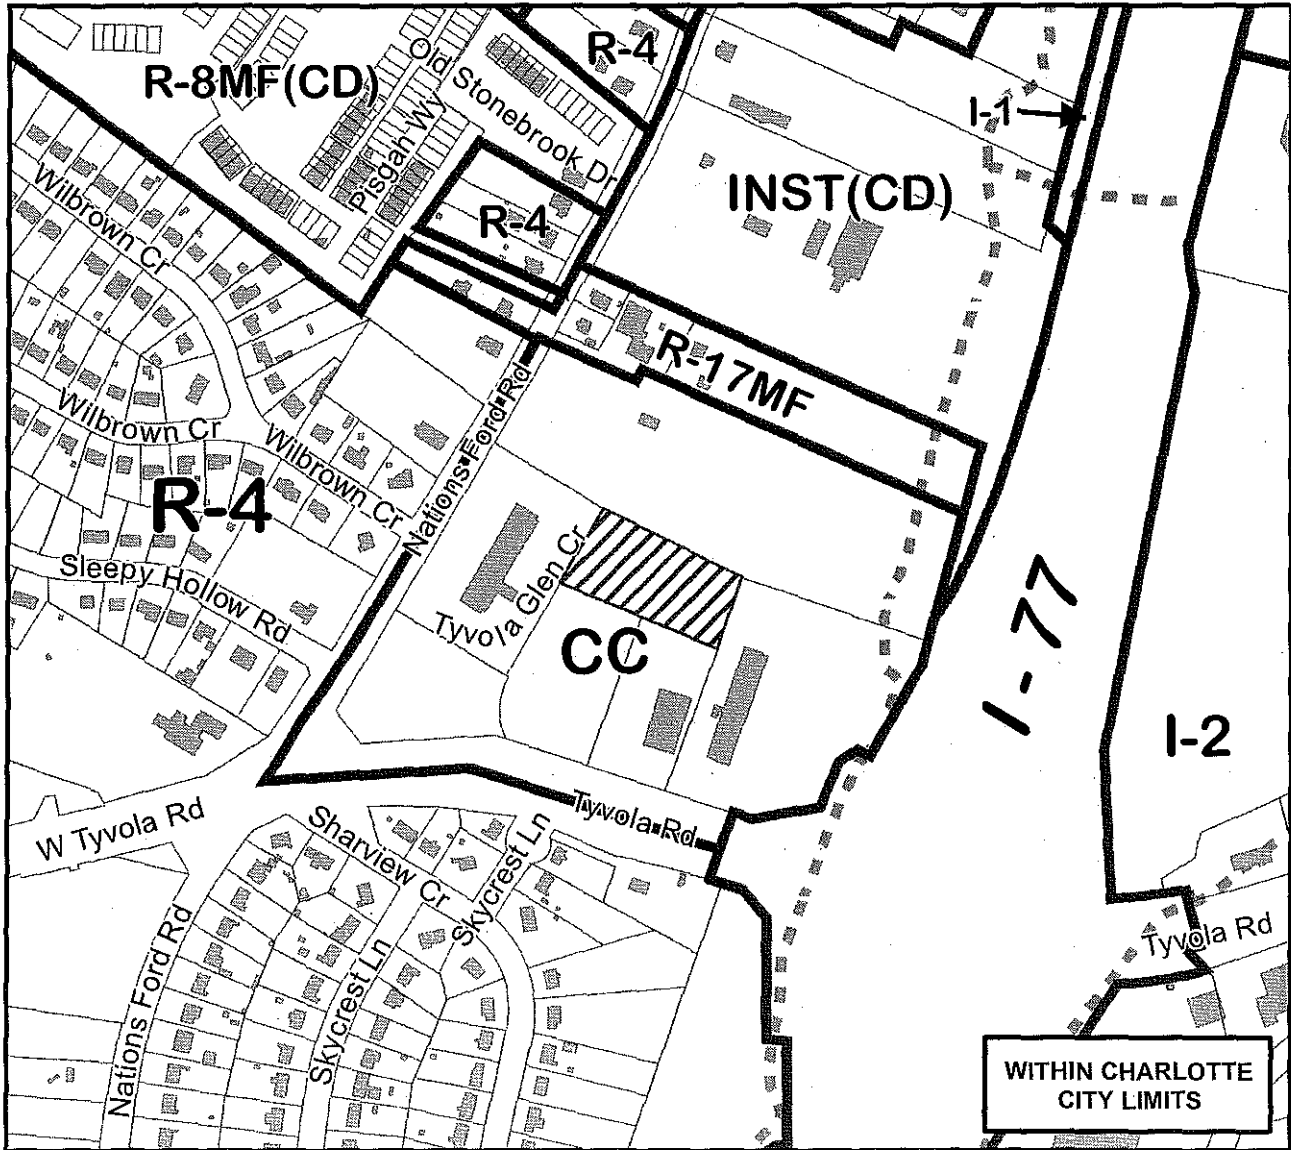 R-4
Old Stonebrook Dr
R-8MF(CD)
I-1
Pisgah Wy
INST(CD)
Wilbrown Cr
R-4
R-17MF
Nations Ford Rd
Wilbrown Cr
Wilbrown Cr
R-4
Sleepy Hollow Rd
Tyvola Glen Cr
CC
I-77
I-2
Tyvola Rd
W Tyvola Rd
Sharview Cr
Skycrest Ln
Tyvola Rd
Nations Ford Rd
Skycrest Ln
WITHIN CHARLOTTE
CITY LIMITS